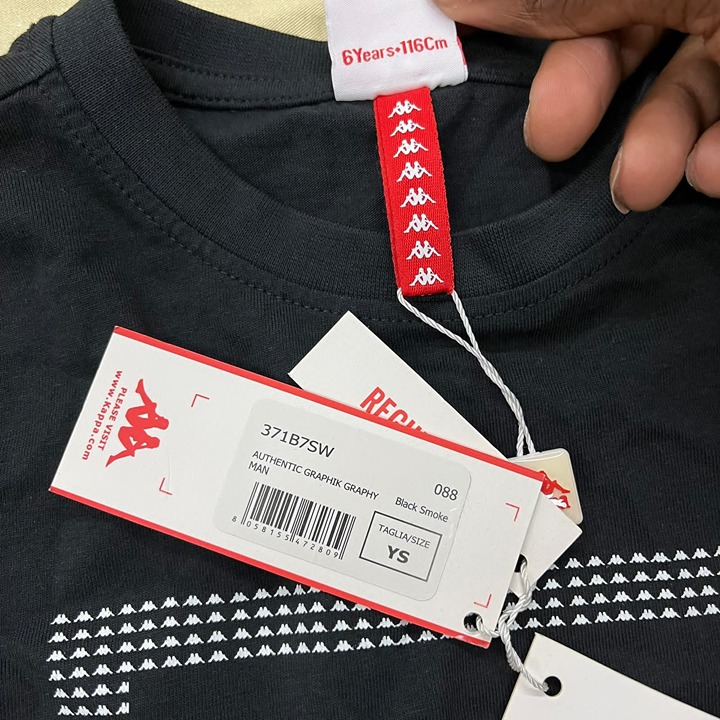 6Years•116Cm
PLEASE VISIT
www.Kappa.com
371B7SW
AUTHENTIC GRAPHIK GRAPHY
MAN
088
Black Smoke
8 058155 472809
TAGLIA/SIZE
YS